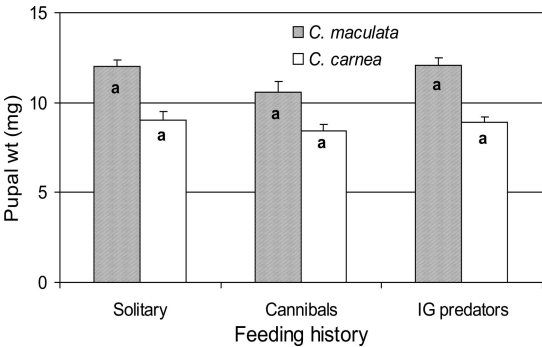 15
C. maculata
C. carnea
10
5
0
Pupal wt (mg)
a
a
a
a
a
a
Solitary
Cannibals
IG predators
Feeding history